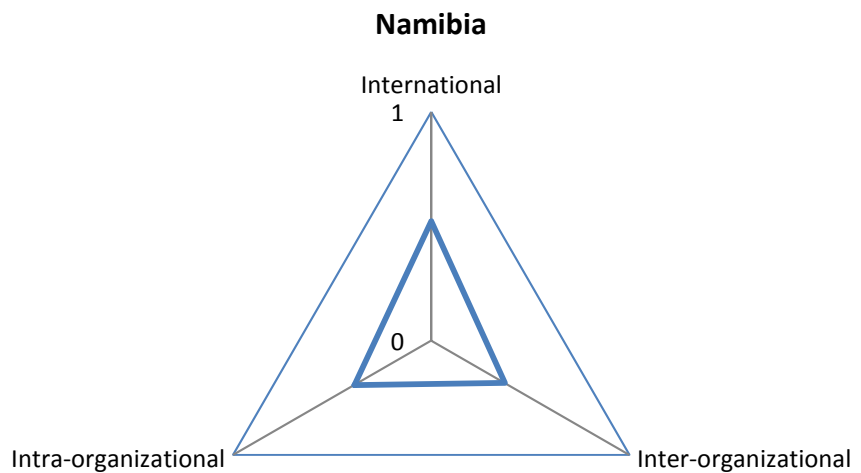 Namibia
International
1
0
Intra-organizational
Inter-organizational